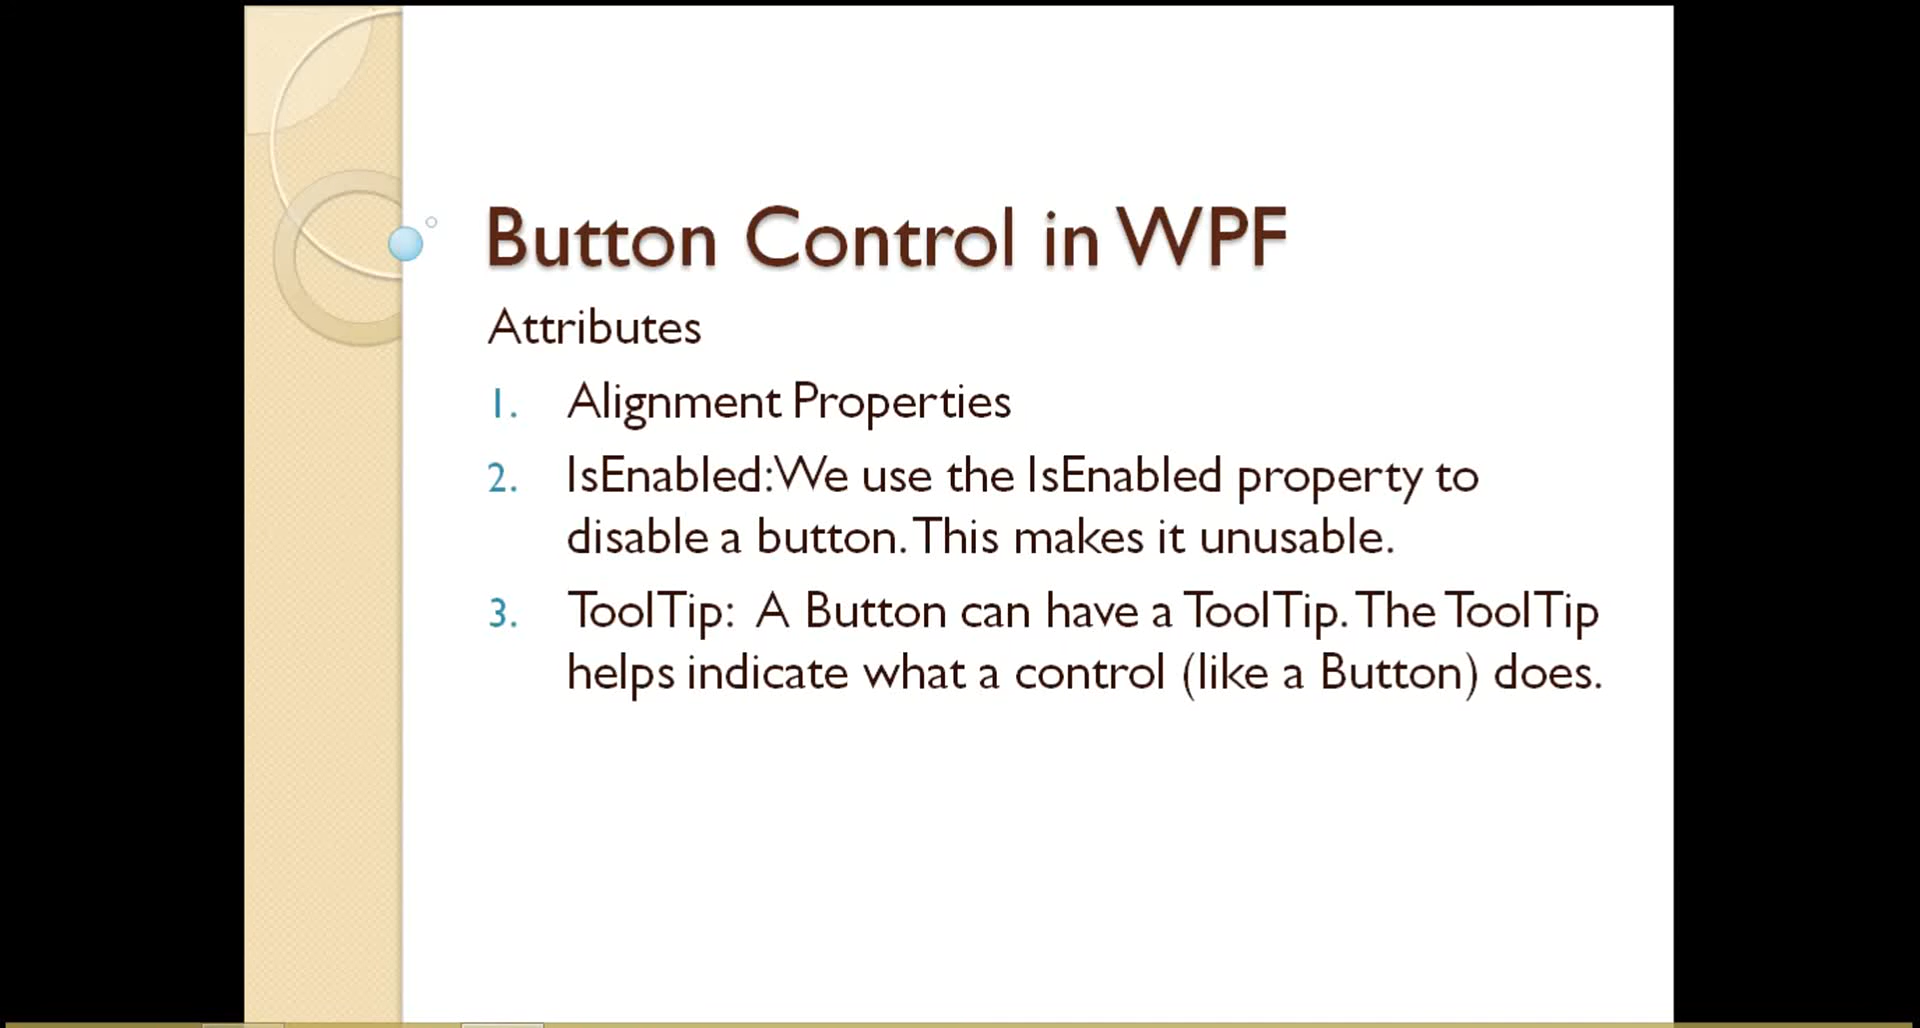 Button Control in WPF
Attributes
1. Alignment Properties
2. IsEnabled:We use the IsEnabled property to
disable a button. This makes it unusable.
3. ToolTip: A Button can have a ToolTip. The ToolTip
helps indicate what a control (like a Button) does.